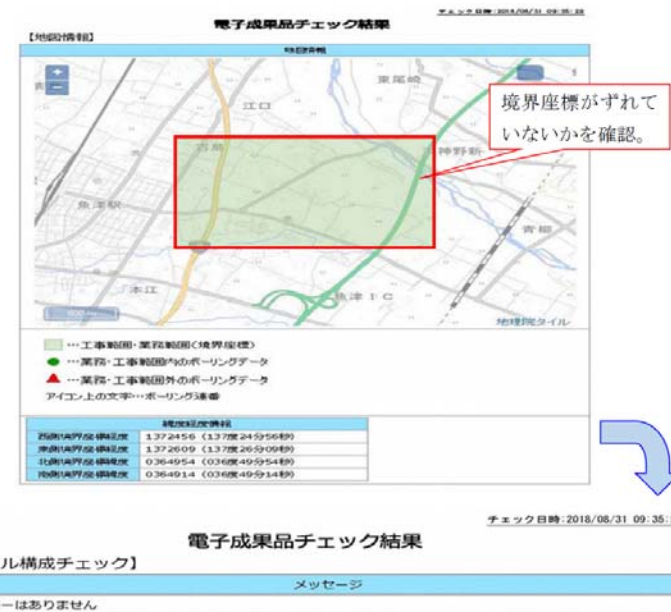 チェック日時:2018/08/31 09:35:28
電子成果品チェック結果
【地図情報】
地図情報
東尾崎
江口
境界座標がずれて
いないかを確認。
吉島
神野新
魚津駅
青柳
本江
魚津IC
地理院タイル
…工事範囲・業務範囲(境界座標)
…業務・工事範囲内のボーリングデータ
…業務・工事範囲外のボーリングデータ
アイコン上の文字…ボーリング連番
緯度経度情報
西側境界座標経度 1372456 (137度24分56秒)
東側境界座標経度 1372609 (137度26分09秒)
北側境界座標緯度 0364954 (036度49分54秒)
南側境界座標緯度 0364914 (036度49分14秒)
チェック日時:2018/08/31 09:35:
電子成果品チェック結果
ル構成チェック】
メッセージ
ーはありません